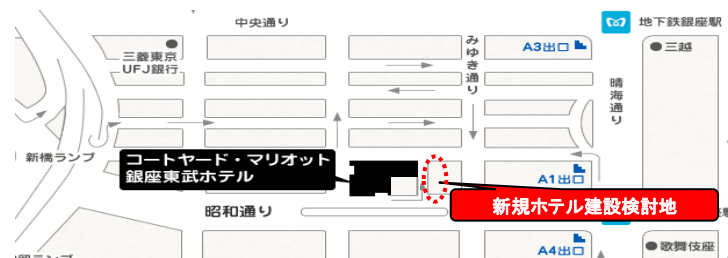 中央通り
地下鉄銀座駅
三菱東京
UFJ銀行
みゆき通り
A3出口
三越
晴海通り
新橋ランプ
コートヤード・マリオット
銀座東武ホテル
A1出口
新規ホテル建設検討地
昭和通り
A4出口
歌舞伎座